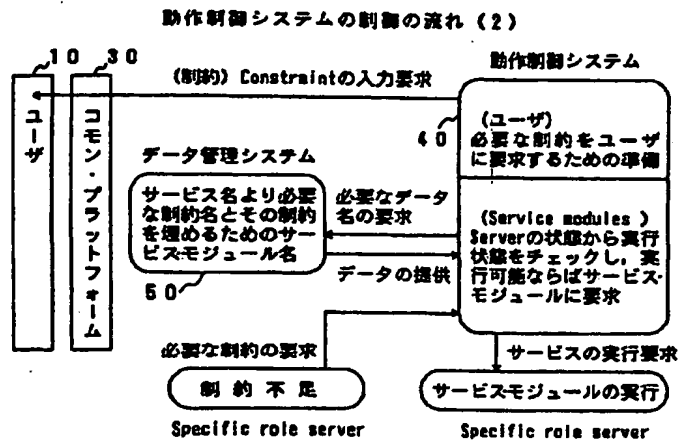 動作制御システムの制御の流れ（2）
10
30
動作制御システム
(制約) Constraintの入力要求
ユーザ
コモン・プラットフォーム
40
(ユーザ)
必要な制約をユーザ
に要求するための準備
データ管理システム
サービス名より必要
な制約名とその制約
を埋めるためのサー
ビスモジュール名
50
必要なデータ
名の要求
データの提供
(Service modules )
Serverの状態から実行
状態をチェックし，実
行可能ならばサービス・
モジュールに要求
必要な制約の要求
サービスの実行要求
制約不足
サービスモジュールの実行
Specific role server
Specific role server